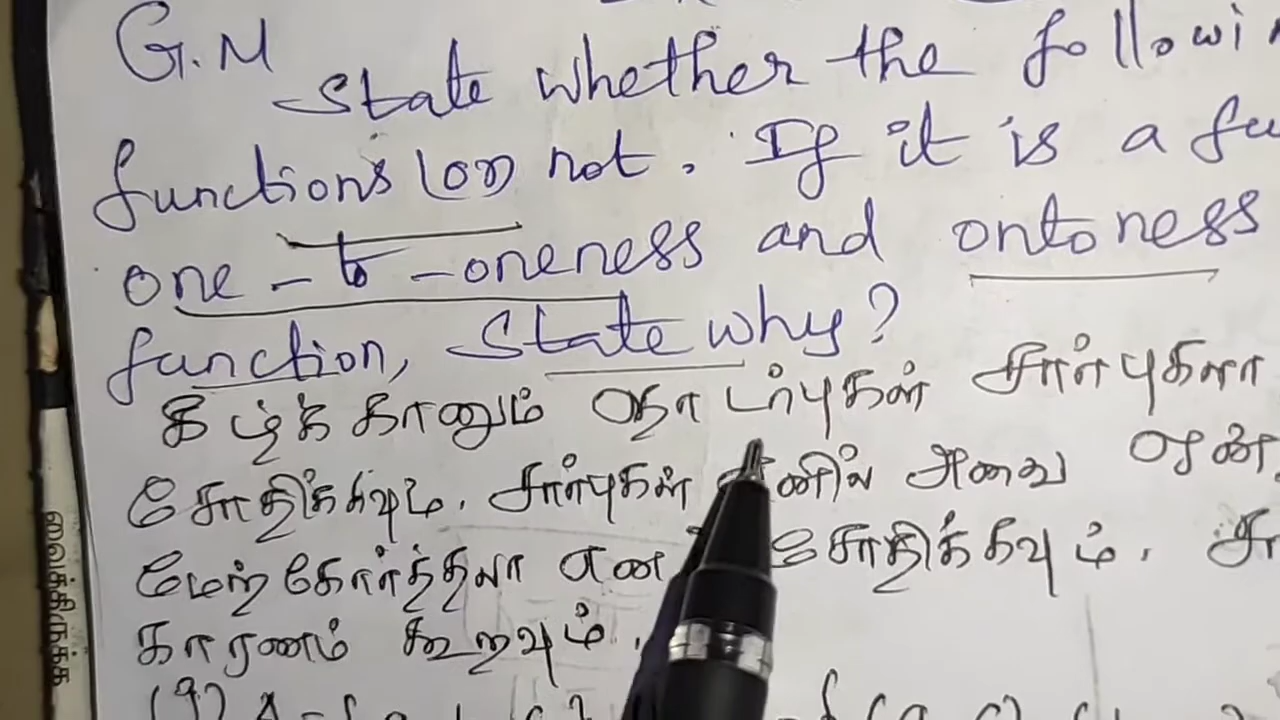 G.M
State whether the followi
functions (or) not. If it is a fu
one-to-oneness and ontoness
function, State why?
கீழ்க் காணும் தொடர்புகள் சார்புகளா
சோதிக்கவும். சார்புகள் எனில் அவை
மேற்கோர்த்தலா என சோதிக்கவும்.
காரணம் கூறவும்.
வைத்திருக்க